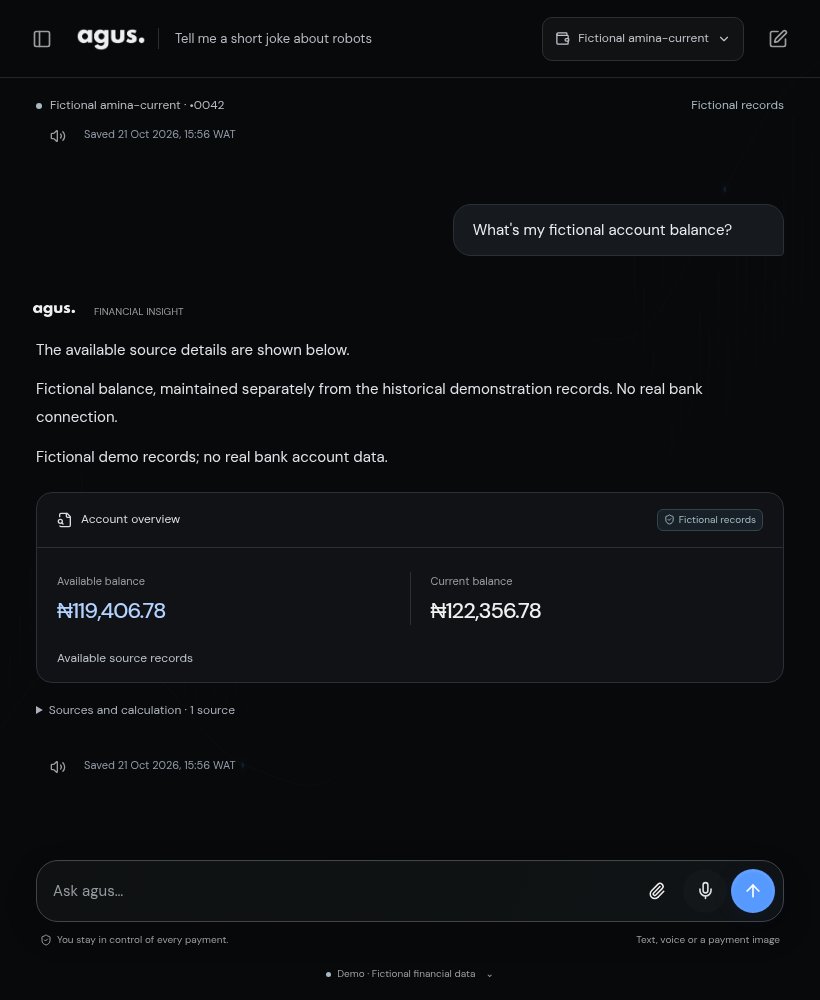 agus. Tell me a short joke about robots Fictional amina-current
Fictional amina-current · •0042 Fictional records
Saved 21 Oct 2026, 15:56 WAT
What's my fictional account balance?
agus. FINANCIAL INSIGHT
The available source details are shown below.
Fictional balance, maintained separately from the historical demonstration records. No real bank
connection.
Fictional demo records; no real bank account data.
Account overview Fictional records
Available balance Current balance
₦119,406.78 ₦122,356.78
Available source records
Sources and calculation · 1 source
Saved 21 Oct 2026, 15:56 WAT
Ask agus...
You stay in control of every payment. Text, voice or a payment image
Demo · Fictional financial data